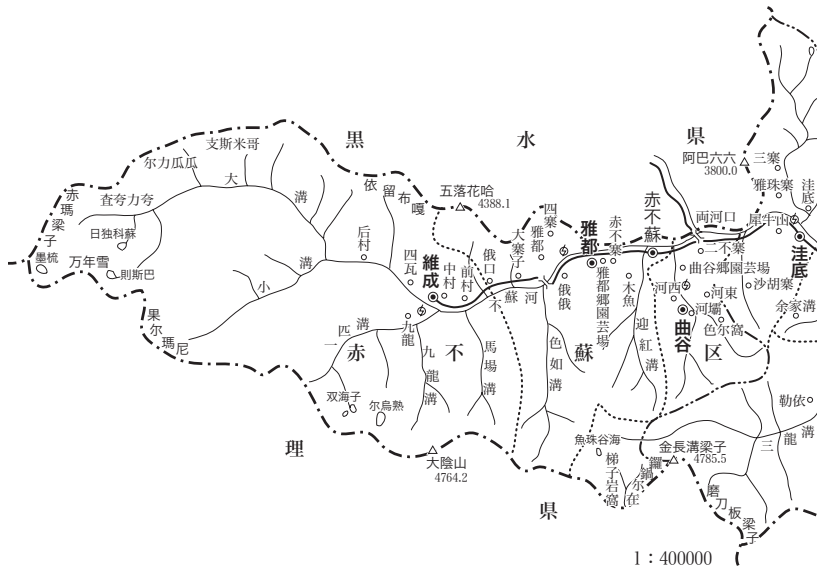 黒水県
理県
赤不蘇区
阿巴六六
3800.0
三寨
雅珠寨
洼底
犀牛山
洼底
両河口
二不寨
曲谷郷園芸場
沙胡寨
余家溝
河西
河東
河壩
曲谷
色尔窩
勒依
三龍溝
赤不蘇
赤不寨
雅都
雅都郷園芸場
木魚
迎紅溝
四寨
雅都
大寨子
俄俄
俄口
不蘇河
色如溝
五落花哈
4388.1
依留布嘎
支斯米哥
尔力瓜瓜
大溝
査夸力夸
赤瑪梁子
日独科蘇
墨梳
万年雪
則斯巴
果尔瑪尼
小溝
后村
四瓦
維成
中村
前村
九龍
一匹溝
九龍溝
馬場溝
双海子
尔烏熟
大陰山
4764.2
魚珠谷海
梯子岩窩
鑼鍋尔在
金長溝梁子
4785.5
磨刀板梁子
1：400000